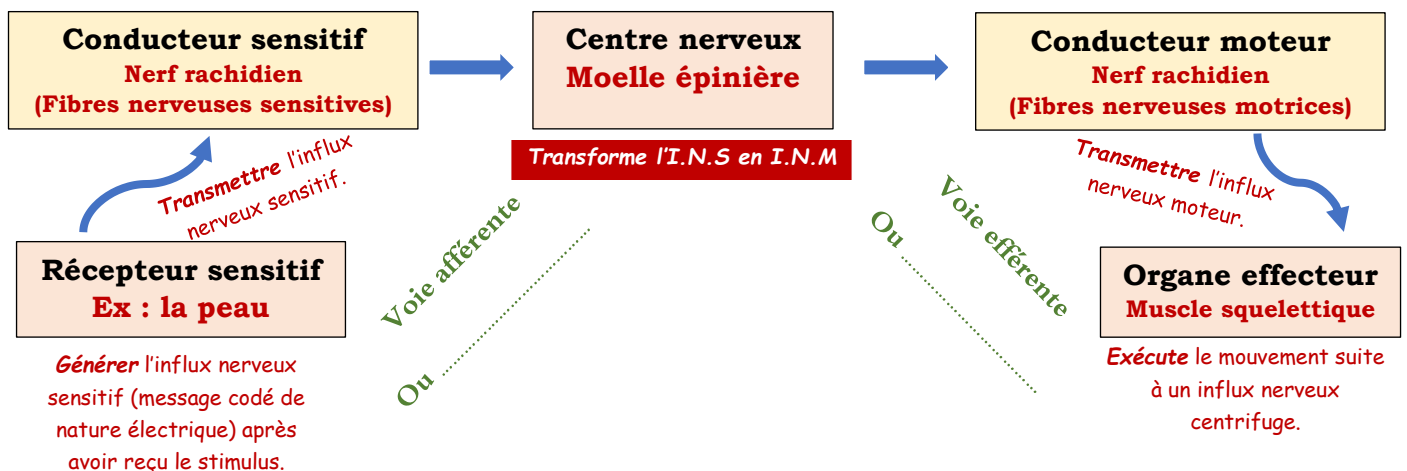 Conducteur sensitif
Nerf rachidien
(Fibres nerveuses sensitives)
Centre nerveux
Moelle épinière
Conducteur moteur
Nerf rachidien
(Fibres nerveuses motrices)
Transforme l'I.N.S en I.N.M
Transmettre l'influx
nerveux sensitif.
Transmettre l'influx
nerveux moteur.
Récepteur sensitif
Ex : la peau
Voie afférente
Ou ................................
Voie efférente
Ou ................................
Organe effecteur
Muscle squelettique
Générer l'influx nerveux
sensitif (message codé de
nature électrique) après
avoir reçu le stimulus.
Exécute le mouvement suite
à un influx nerveux
centrifuge.